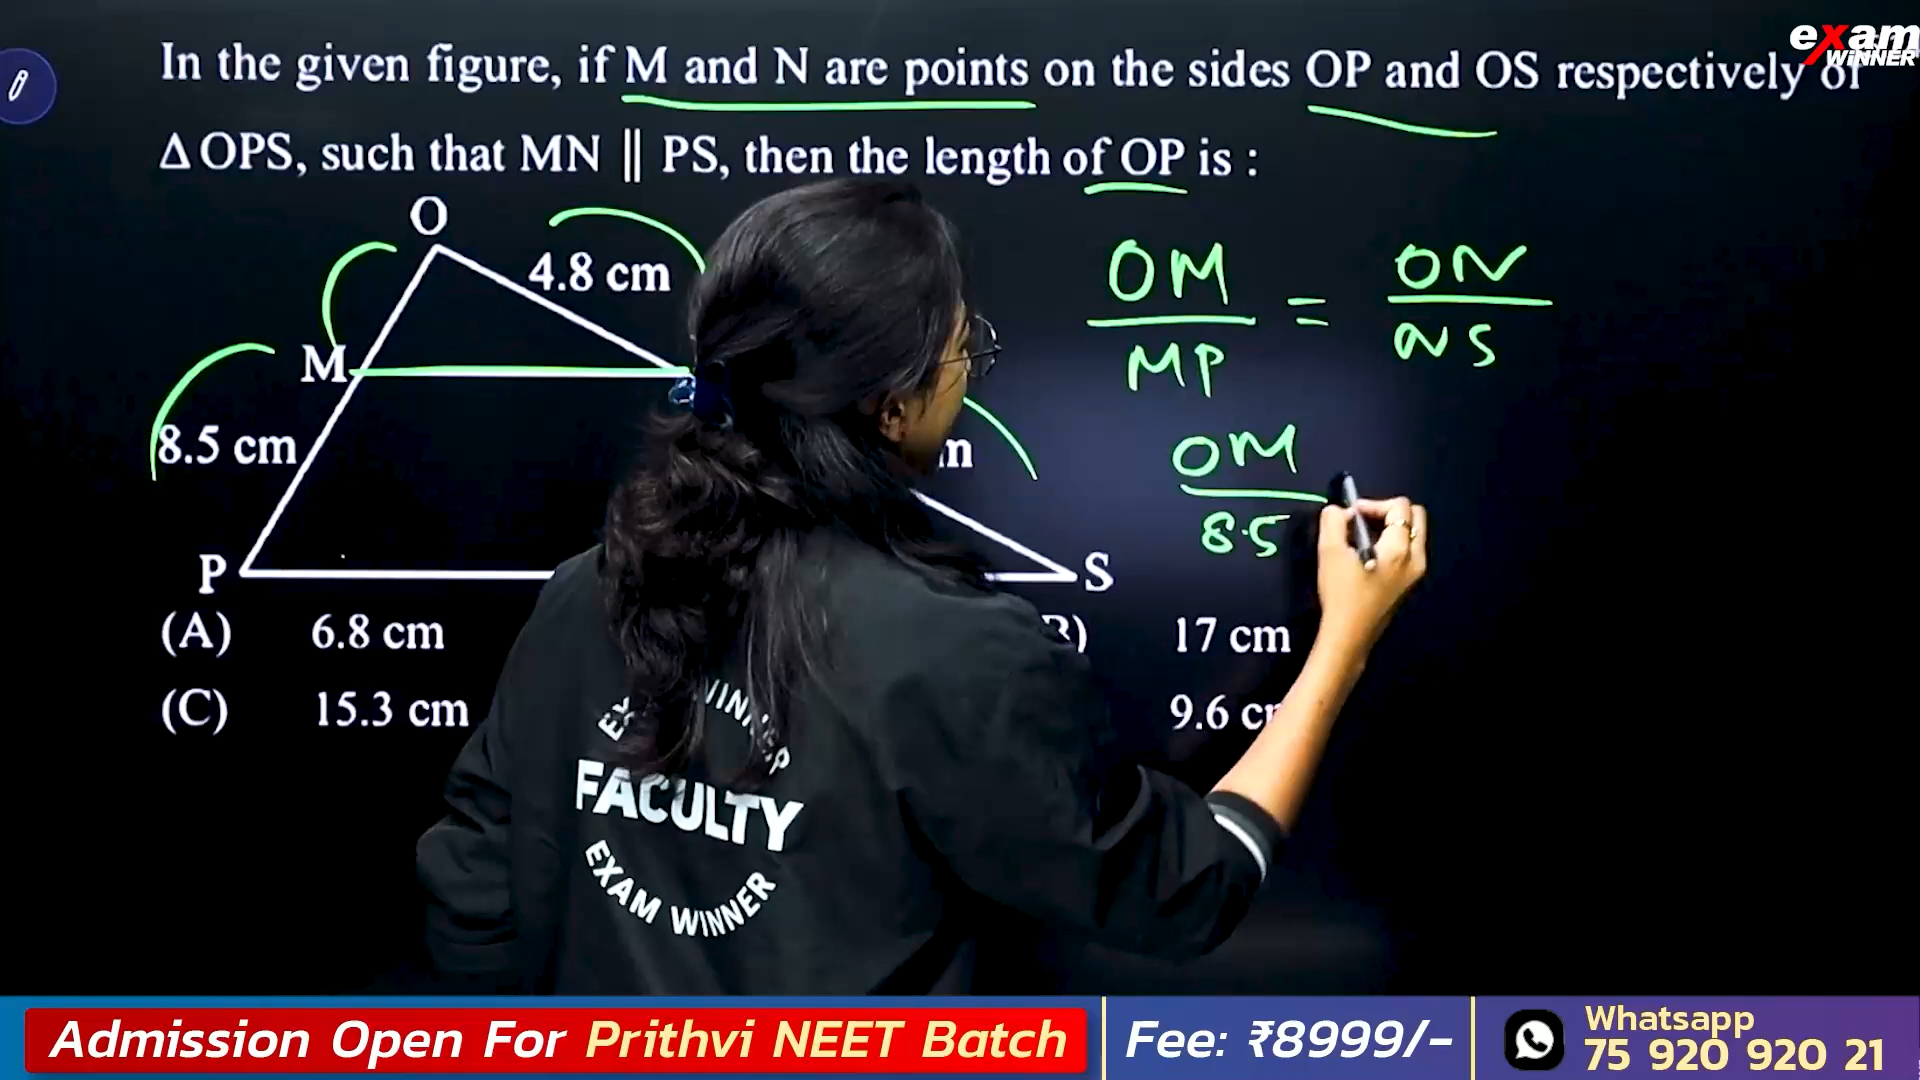 exam
WiNNER
In the given figure, if M and N are points on the sides OP and OS respectively of
Δ OPS, such that MN || PS, then the length of OP is :
O
4.8 cm
M
8.5 cm
P
S
OM/MP = ON/NS
OM/8.5
(A) 6.8 cm
17 cm
(C) 15.3 cm
9.6
FACULTY
EXAM WINNER
Admission Open For Prithvi NEET Batch
Fee: ₹8999/-
Whatsapp
75 920 920 21